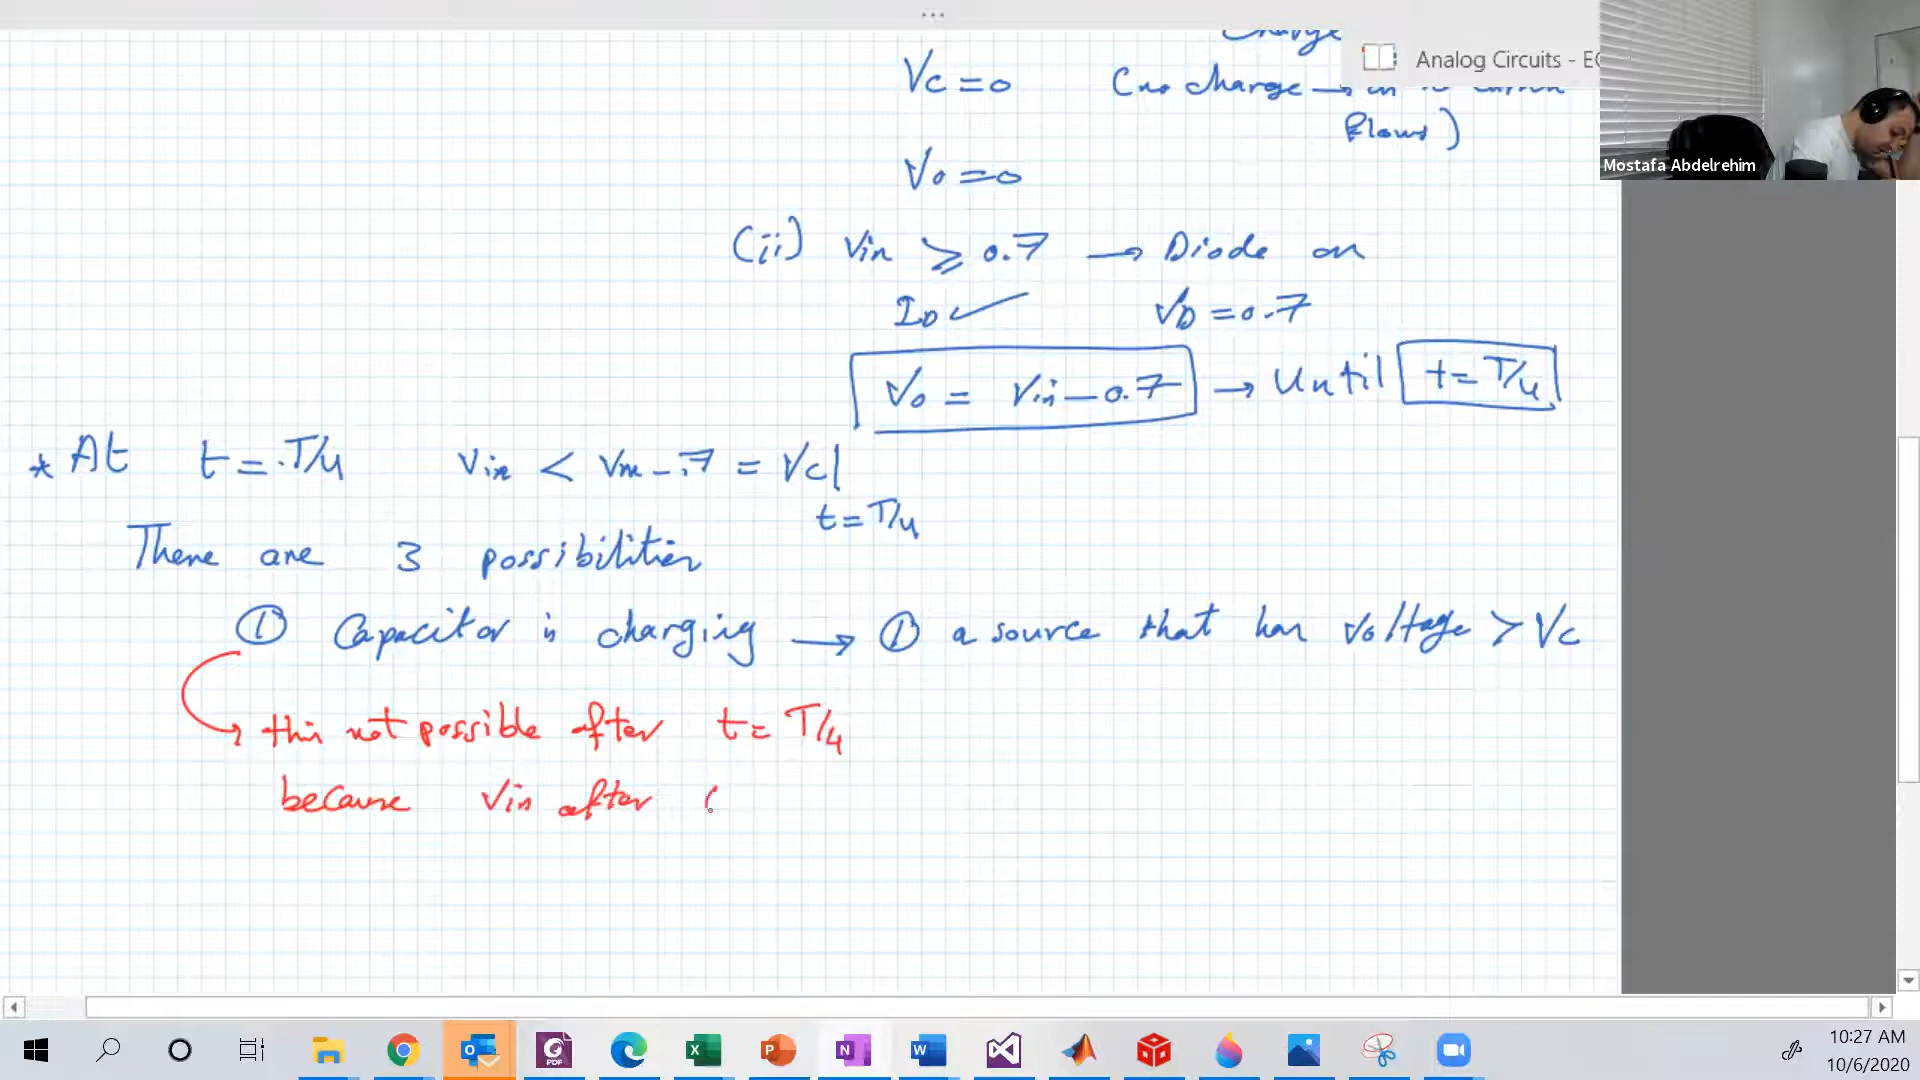 ...
Charge
Analog Circuits - EC
Vc = 0 (no charge → in
flows)
Mostafa Abdelrehim
Vo = 0
(ii) Vin ⩾ 0.7 → Diode on
ID ✓ VD = 0.7
Vo = Vin - 0.7 → Until t = T/4
* At t = T/4 Vin < Vm - .7 = Vc|
t = T/4
There are 3 possibilities
① Capacitor is charging → ① a source that has voltage > Vc
this not possible after t = T/4
because Vin after (
10:27 AM
10/6/2020